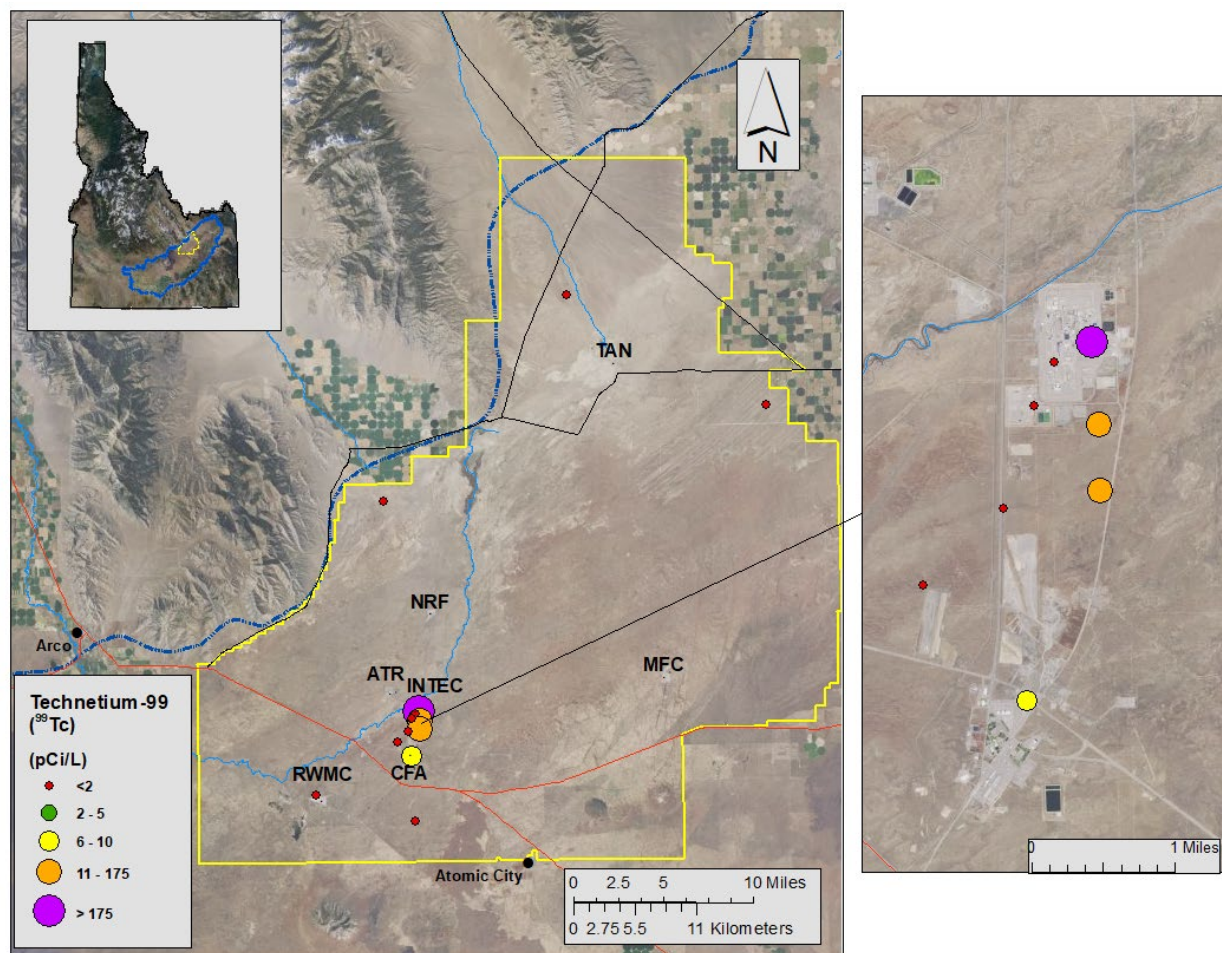 N
TAN
NRF
Arco
ATR
INTEC
MFC
RWMC
CFA
Atomic City
Technetium-99
(⁹⁹Tc)
(pCi/L)
<2
2 - 5
6 - 10
11 - 175
> 175
0 2.5 5 10 Miles
0 2.75 5.5 11 Kilometers
0 1 Miles